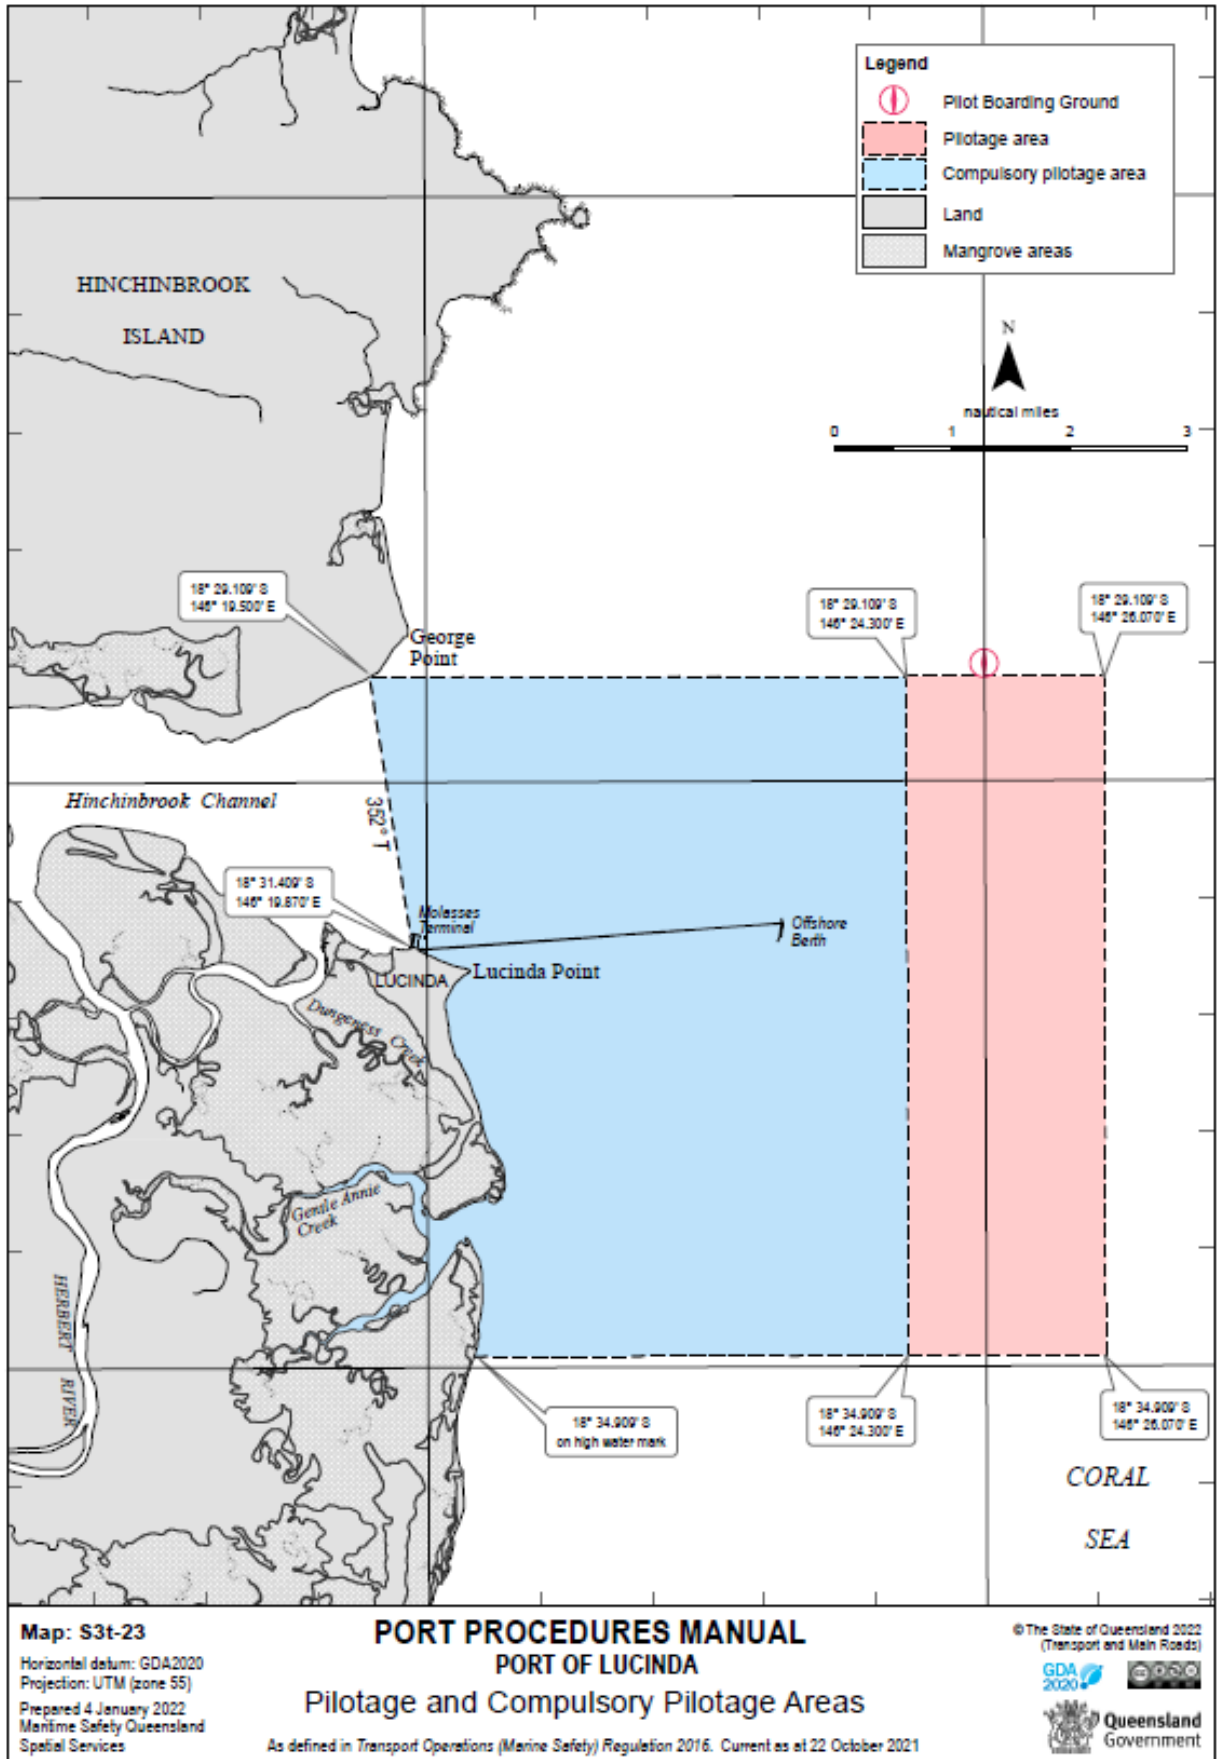 Legend
Pilot Boarding Ground
Pilotage area
Compulsory pilotage area
Land
Mangrove areas
HINCHINBROOK
ISLAND
N
nautical miles
0 1 2 3
18° 29.109' S
146° 19.500' E
18° 29.109' S
146° 24.300' E
18° 29.109' S
146° 26.070' E
George
Point
Hinchinbrook Channel
352° T
18° 31.409' S
146° 19.870' E
Molasses
Terminal
Offshore
Berth
LUCINDA
Lucinda Point
Dungeness Creek
Gentle Annie
Creek
HERBERT
RIVER
18° 34.909' S
on high water mark
18° 34.909' S
146° 24.300' E
18° 34.909' S
146° 26.070' E
CORAL
SEA
Map: S3t-23
Horizontal datum: GDA2020
Projection: UTM (zone 55)
Prepared 4 January 2022
Maritime Safety Queensland
Spatial Services
PORT PROCEDURES MANUAL
PORT OF LUCINDA
Pilotage and Compulsory Pilotage Areas
As defined in Transport Operations (Marine Safety) Regulation 2016. Current as at 22 October 2021
© The State of Queensland 2022
(Transport and Main Roads)
GDA
2020
Queensland
Government